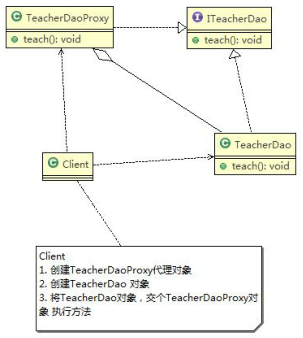 C TeacherDaoProxy
teach(): void
I ITeacherDao
teach(): void
C TeacherDao
teach(): void
C Client
Client
1. 创建TeacherDaoProxy代理对象
2. 创建TeacherDao 对象
3. 将TeacherDao对象，交个TeacherDaoProxy对
象 执行方法